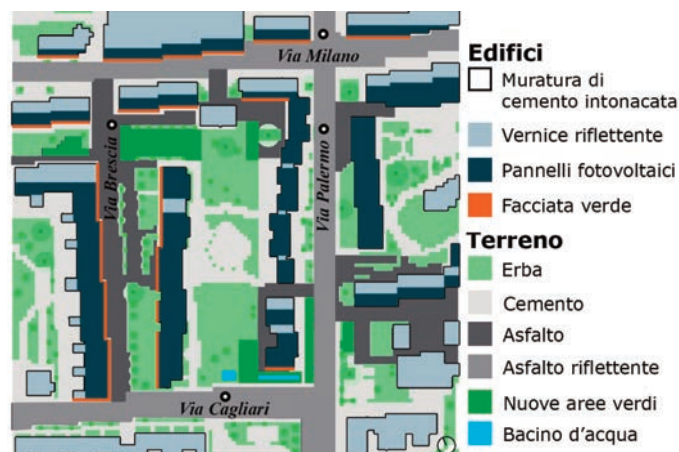 Via Milano
Via Brescia
Via Palermo
Via Cagliari
Edifici
Muratura di
cemento intonacata
Vernice riflettente
Pannelli fotovoltaici
Facciata verde
Terreno
Erba
Cemento
Asfalto
Asfalto riflettente
Nuove aree verdi
Bacino d'acqua